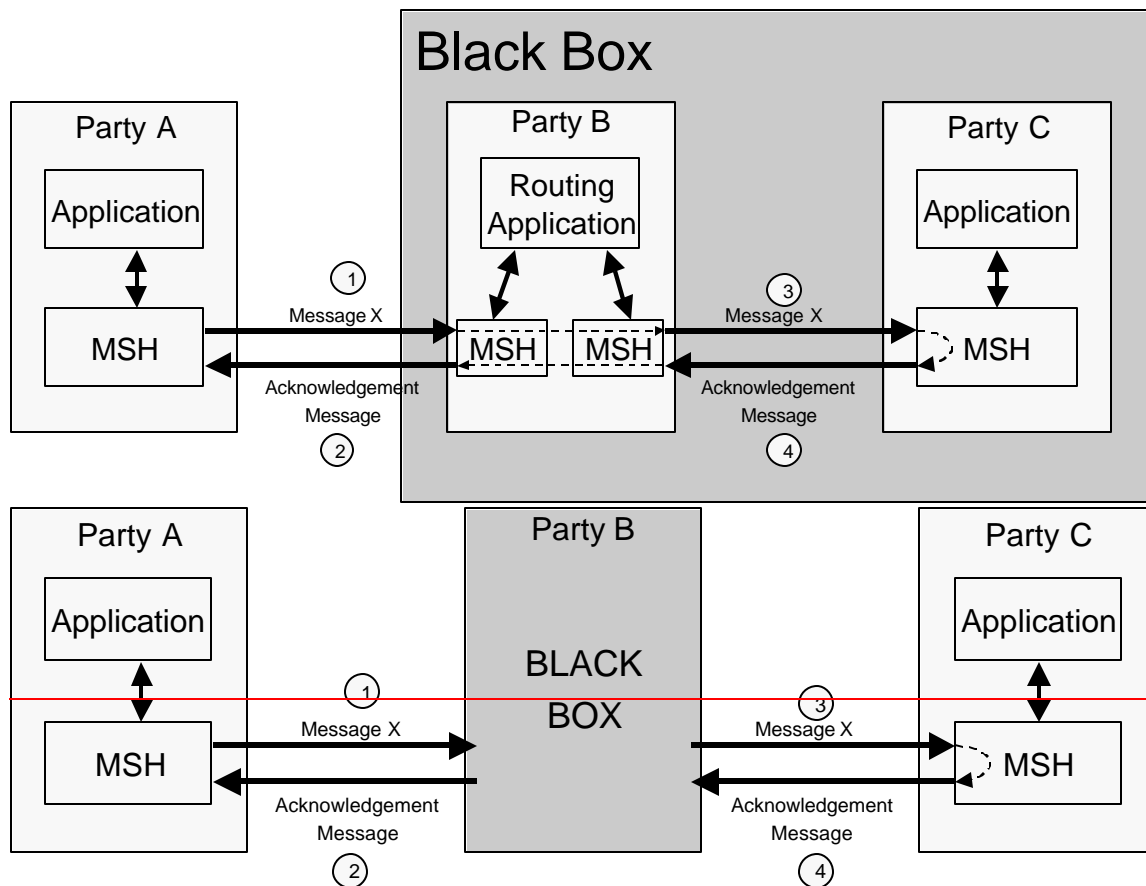 Black Box
Party A
Application
MSH
1
Message X
Acknowledgement
Message
2
Party B
Routing
Application
MSH
MSH
3
Message X
Acknowledgement
Message
4
Party C
Application
MSH
Party A
Application
MSH
1
Message X
Acknowledgement
Message
2
Party B
BLACK
BOX
3
Message X
Acknowledgement
Message
4
Party C
Application
MSH